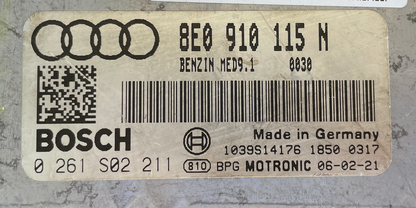 8E0 910 115 N
BENZIN MED9.1 0030
BOSCH
Made in Germany
1039S14176 1850 0317
0 261 S02 211 810 BPG MOTRONIC 06-02-21